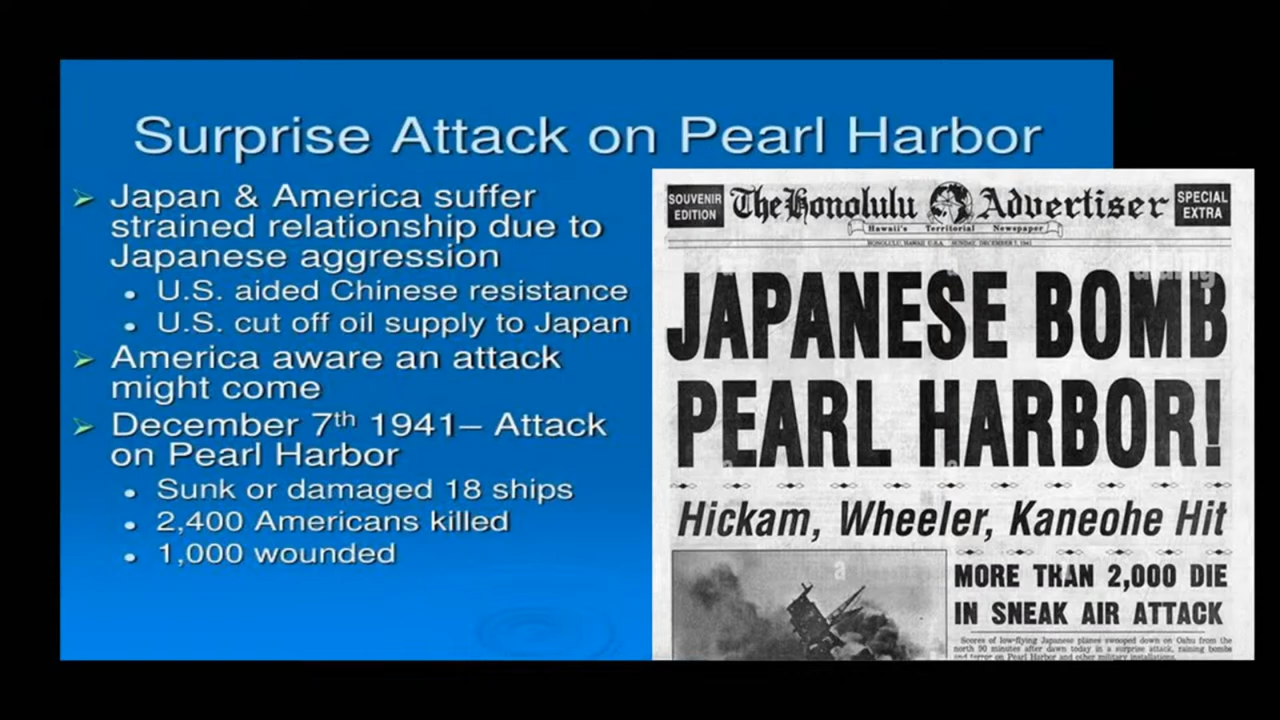 Surprise Attack on Pearl Harbor
➢ Japan & America suffer
strained relationship due to
Japanese aggression
• U.S. aided Chinese resistance
• U.S. cut off oil supply to Japan
➢ America aware an attack
might come
➢ December 7th 1941– Attack
on Pearl Harbor
• Sunk or damaged 18 ships
• 2,400 Americans killed
• 1,000 wounded
SOUVENIR
EDITION
The Honolulu Advertiser
SPECIAL
EXTRA
Hawaii's Territorial Newspaper
HONOLULU, HAWAII U.S.A. SUNDAY, DECEMBER 7, 1941
JAPANESE BOMB
PEARL HARBOR!
Hickam, Wheeler, Kaneohe Hit
MORE THAN 2,000 DIE
IN SNEAK AIR ATTACK
Scores of low-flying Japanese planes swooped down on Oahu from the
north 90 minutes after dawn today in a surprise attack, raining bombs
and terror on Pearl Harbor and other military installations.